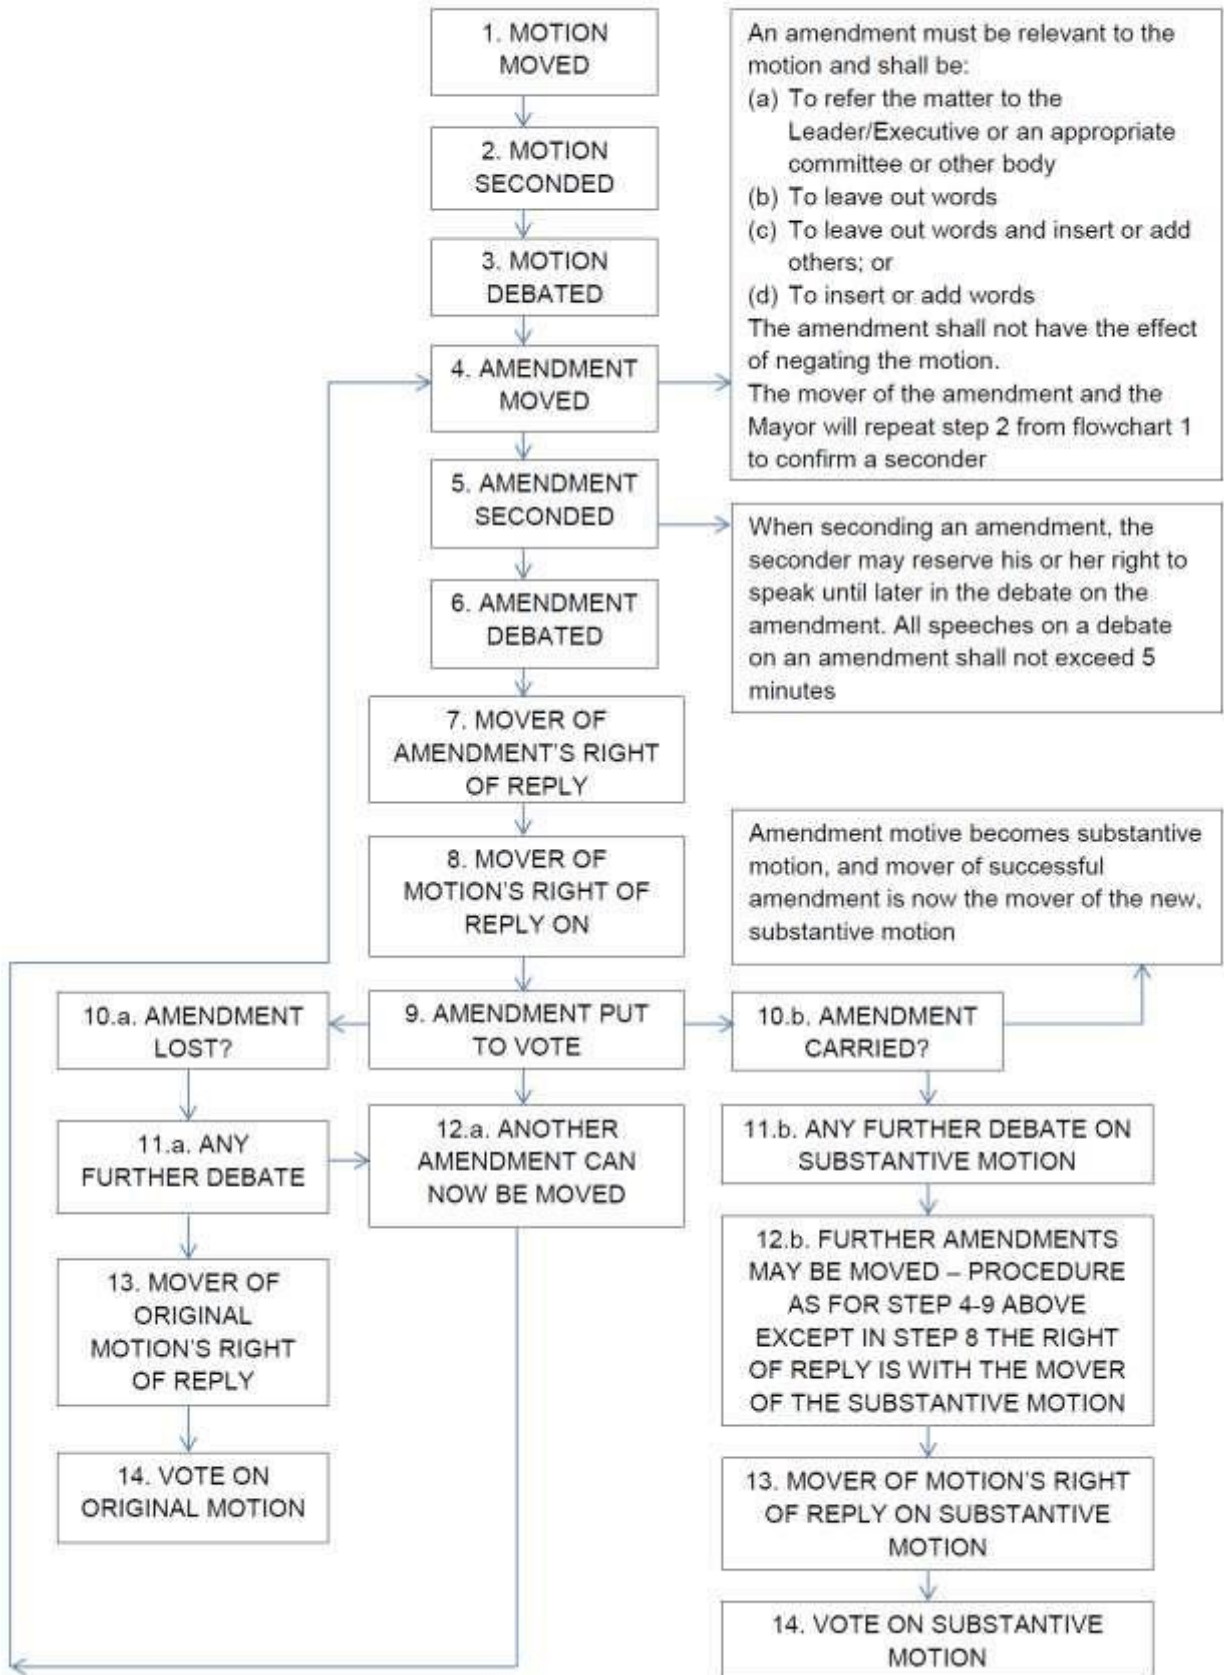 1. MOTION
MOVED
An amendment must be relevant to the
motion and shall be:
(a) To refer the matter to the
Leader/Executive or an appropriate
committee or other body
(b) To leave out words
(c) To leave out words and insert or add
others; or
(d) To insert or add words
The amendment shall not have the effect
of negating the motion.
The mover of the amendment and the
Mayor will repeat step 2 from flowchart 1
to confirm a seconder
2. MOTION
SECONDED
3. MOTION
DEBATED
4. AMENDMENT
MOVED
5. AMENDMENT
SECONDED
When seconding an amendment, the
seconder may reserve his or her right to
speak until later in the debate on the
amendment. All speeches on a debate
on an amendment shall not exceed 5
minutes
6. AMENDMENT
DEBATED
7. MOVER OF
AMENDMENT'S RIGHT
OF REPLY
8. MOVER OF
MOTION'S RIGHT OF
REPLY ON
Amendment motive becomes substantive
motion, and mover of successful
amendment is now the mover of the new,
substantive motion
10.a. AMENDMENT
LOST?
9. AMENDMENT PUT
TO VOTE
10.b. AMENDMENT
CARRIED?
11.a. ANY
FURTHER DEBATE
12.a. ANOTHER
AMENDMENT CAN
NOW BE MOVED
11.b. ANY FURTHER DEBATE ON
SUBSTANTIVE MOTION
13. MOVER OF
ORIGINAL
MOTION'S RIGHT
OF REPLY
12.b. FURTHER AMENDMENTS
MAY BE MOVED – PROCEDURE
AS FOR STEP 4-9 ABOVE
EXCEPT IN STEP 8 THE RIGHT
OF REPLY IS WITH THE MOVER
OF THE SUBSTANTIVE MOTION
14. VOTE ON
ORIGINAL MOTION
13. MOVER OF MOTION'S RIGHT
OF REPLY ON SUBSTANTIVE
MOTION
14. VOTE ON SUBSTANTIVE
MOTION